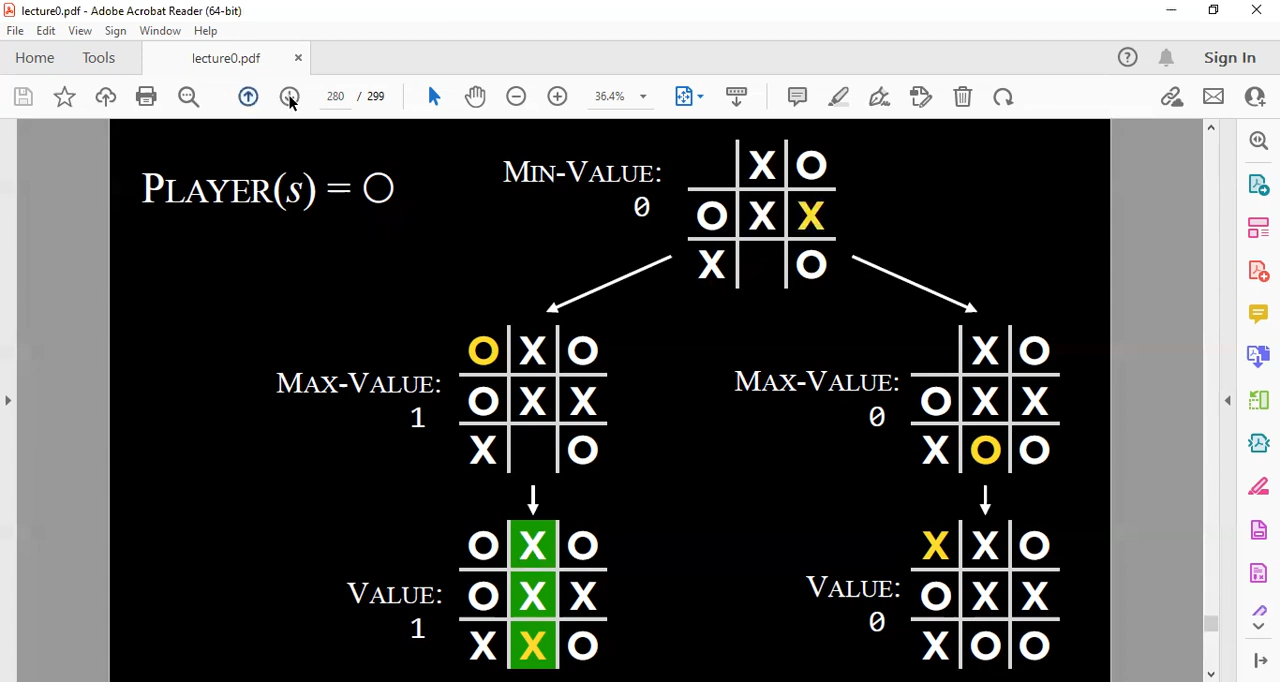 lecture0.pdf - Adobe Acrobat Reader (64-bit)
File Edit View Sign Window Help
Home Tools lecture0.pdf × Sign In
280 / 299 36.4%
PLAYER(s) = O
MIN-VALUE:
0
X O
O X X
X O
MAX-VALUE:
1
O X O
O X X
X O
MAX-VALUE:
0
X O
O X X
X O O
VALUE:
1
O X O
O X X
X X O
VALUE:
0
X X O
O X X
X O O